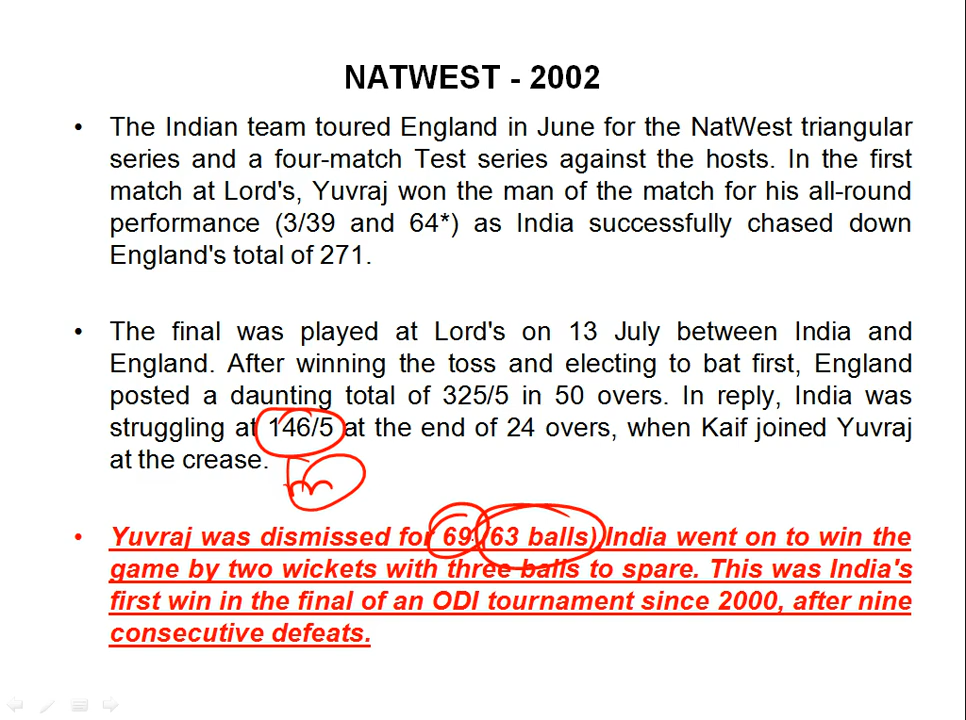 NATWEST - 2002
• The Indian team toured England in June for the NatWest triangular
series and a four-match Test series against the hosts. In the first
match at Lord's, Yuvraj won the man of the match for his all-round
performance (3/39 and 64*) as India successfully chased down
England's total of 271.
• The final was played at Lord's on 13 July between India and
England. After winning the toss and electing to bat first, England
posted a daunting total of 325/5 in 50 overs. In reply, India was
struggling at 146/5 at the end of 24 overs, when Kaif joined Yuvraj
at the crease.
• Yuvraj was dismissed for 69 (63 balls) India went on to win the
game by two wickets with three balls to spare. This was India's
first win in the final of an ODI tournament since 2000, after nine
consecutive defeats.